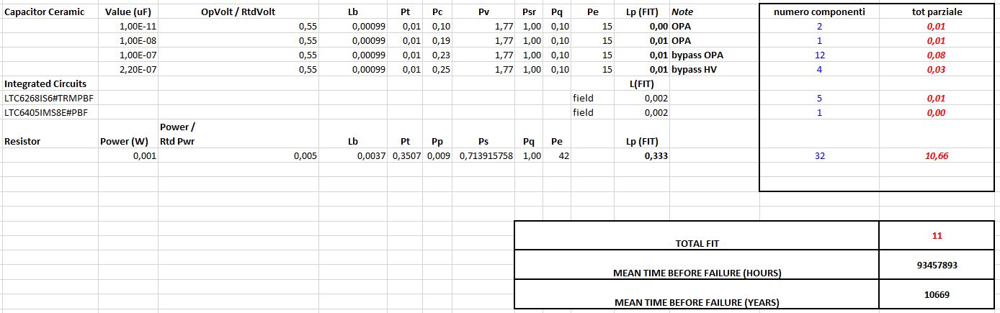 Capacitor Ceramic Value (uF) OpVolt / RtdVolt Lb Pt Pc Pv Psr Pq Pe Lp (FIT) Note numero componenti tot parziale
1,00E-11 0,55 0,00099 0,01 0,10 1,77 1,00 0,10 15 0,00 OPA 2 0,01
1,00E-08 0,55 0,00099 0,01 0,19 1,77 1,00 0,10 15 0,01 OPA 1 0,01
1,00E-07 0,55 0,00099 0,01 0,23 1,77 1,00 0,10 15 0,01 bypass OPA 12 0,08
2,20E-07 0,55 0,00099 0,01 0,25 1,77 1,00 0,10 15 0,01 bypass HV 4 0,03
Integrated Circuits L(FIT)
LTC6268IS6#TRMPBF field 0,002 5 0,01
LTC6405IMS8E#PBF field 0,002 1 0,00
Power /
Resistor Power (W) Rtd Pwr Lb Pt Pp Ps Pq Pe Lp (FIT)
0,001 0,005 0,0037 0,3507 0,009 0,713915758 1,00 42 0,333 32 10,66
TOTAL FIT 11
MEAN TIME BEFORE FAILURE (HOURS) 93457893
MEAN TIME BEFORE FAILURE (YEARS) 10669